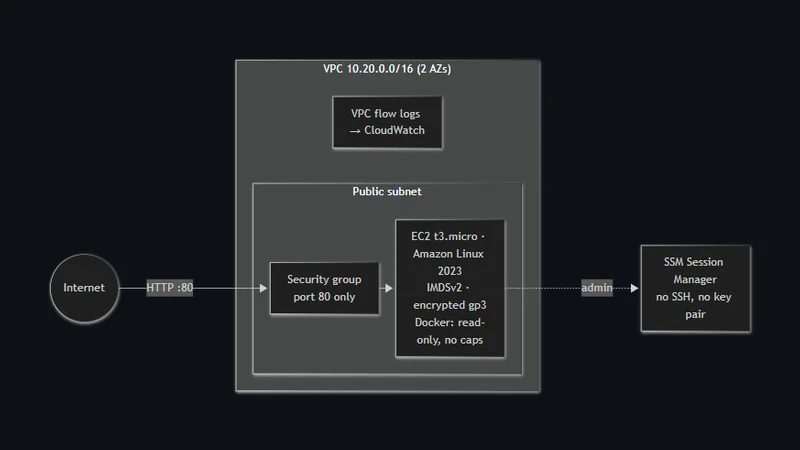 VPC 10.20.0.0/16 (2 AZs)
VPC flow logs
→ CloudWatch
Public subnet
Internet
HTTP :80
Security group
port 80 only
EC2 t3.micro ·
Amazon Linux
2023
IMDSv2 ·
encrypted gp3
Docker: read-
only, no caps
admin
SSM Session
Manager
no SSH, no key
pair